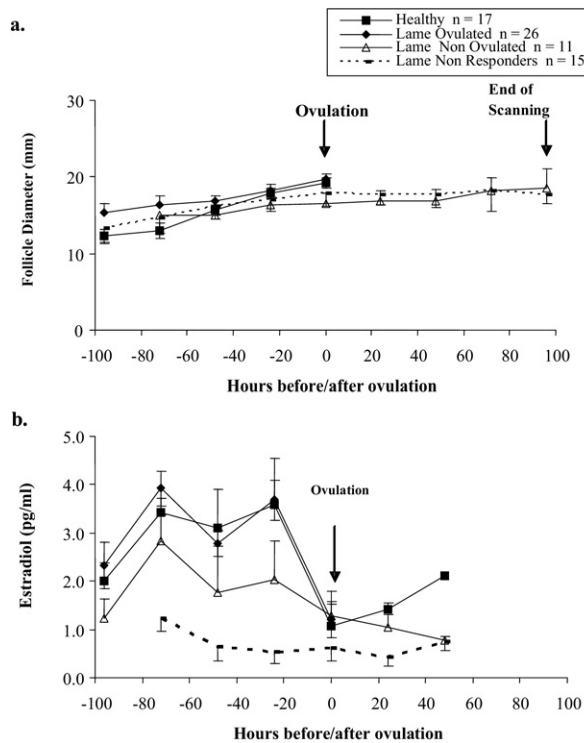 a.
Healthy n = 17
Lame Ovulated n = 26
Lame Non Ovulated n = 11
Lame Non Responders n = 15
Ovulation
End of
Scanning
30
20
10
0
Follicle Diameter (mm)
-100 -80 -60 -40 -20 0 20 40 60 80 100
Hours before/after ovulation
b.
5.0
4.0
3.0
2.0
1.0
0.0
Estradiol (pg/ml)
Ovulation
-100 -80 -60 -40 -20 0 20 40 60 80 100
Hours before/after ovulation